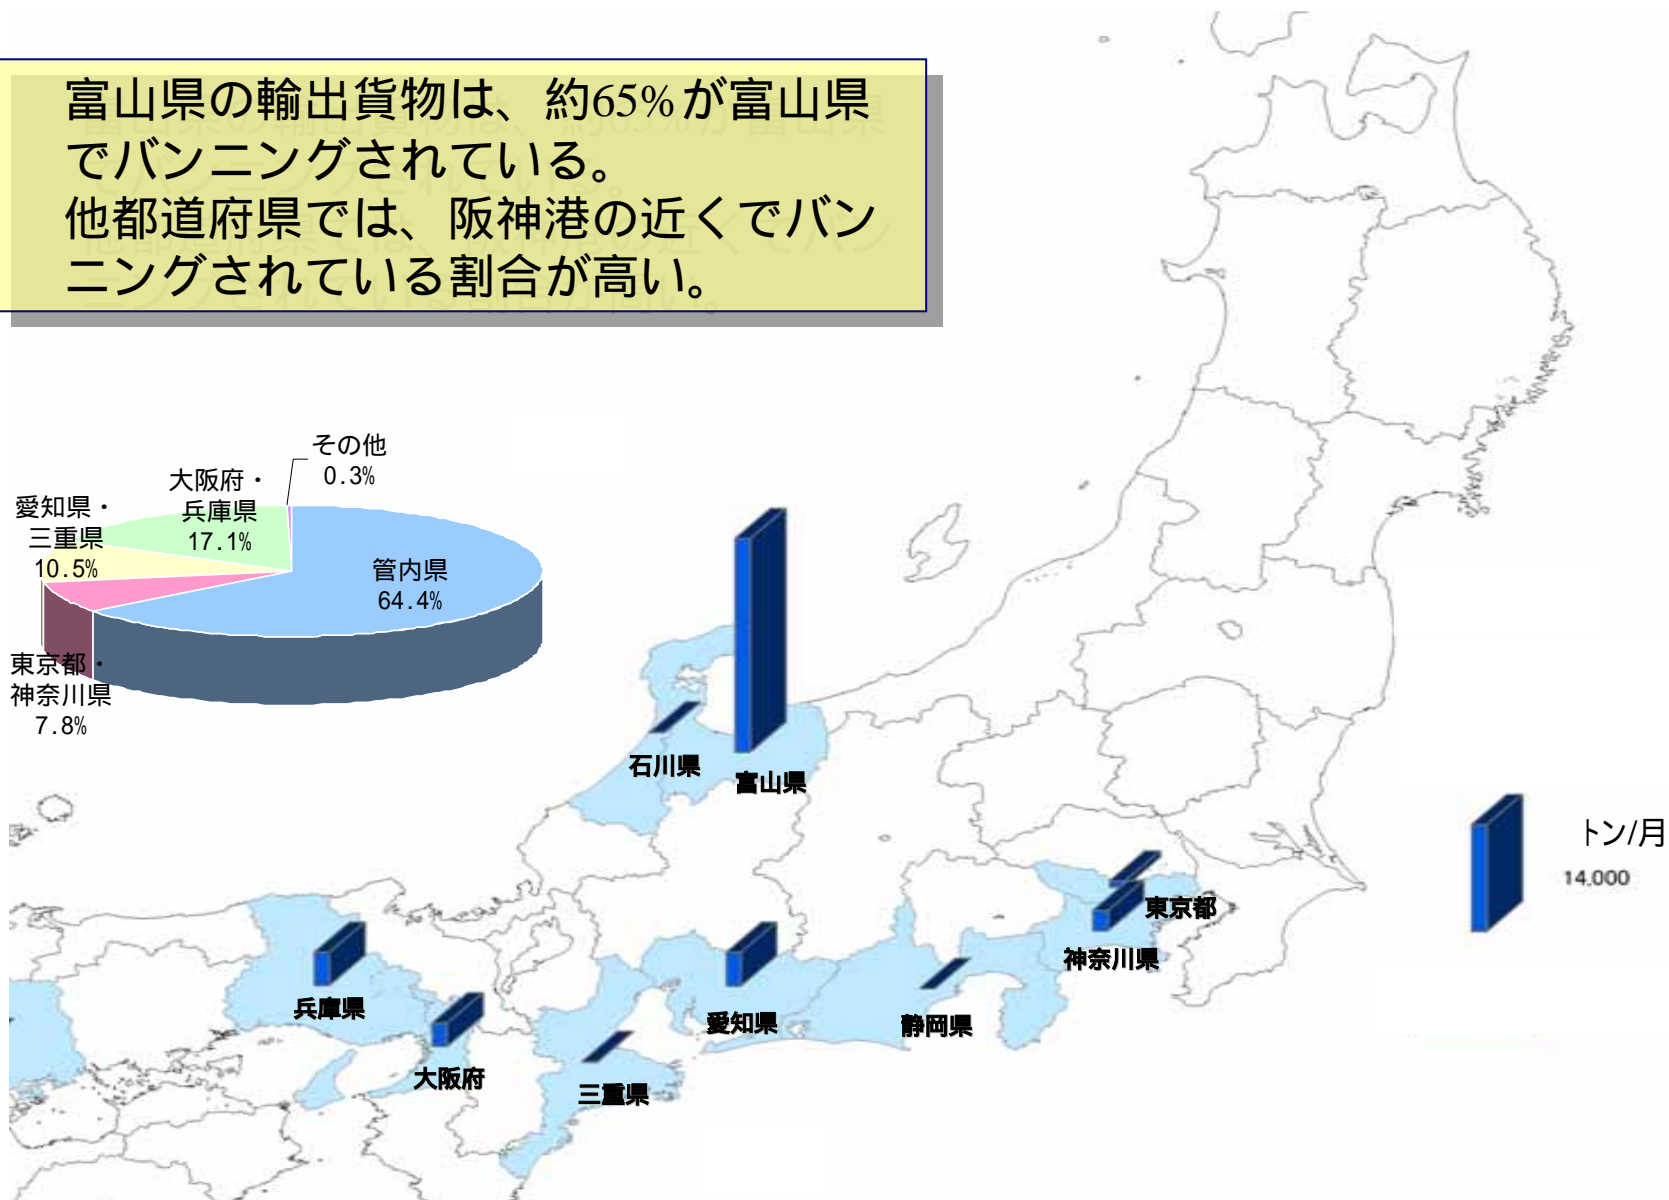 富山県の輸出貨物は、約65%が富山県
でバンニングされている。
他都道府県では、阪神港の近くでバン
ニングされている割合が高い。
その他
0.3%
大阪府・
兵庫県
17.1%
愛知県・
三重県
10.5%
管内県
64.4%
東京都・
神奈川県
7.8%
石川県
富山県
トン/月
14.000
東京都
神奈川県
兵庫県
愛知県
静岡県
大阪府
三重県